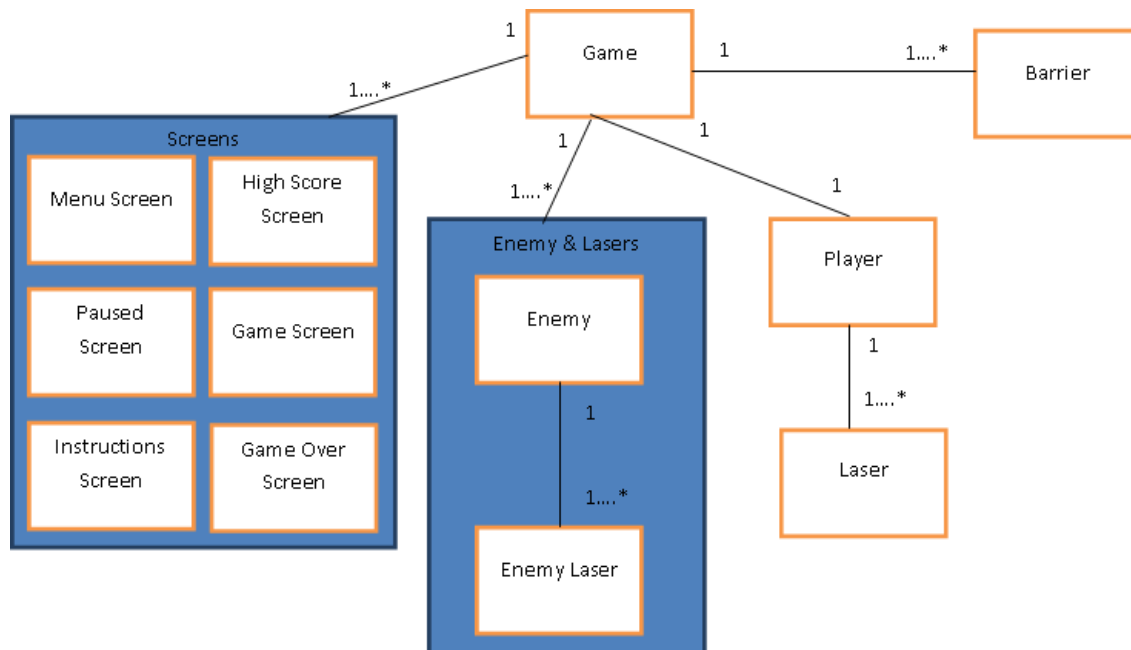 1
Game
1
1....*
Barrier
1....*
1
1
Screens
Menu Screen
High Score
Screen
Paused
Screen
Game Screen
Instructions
Screen
Game Over
Screen
1....*
Enemy & Lasers
Enemy
1
1....*
Enemy Laser
1
Player
1
1....*
Laser